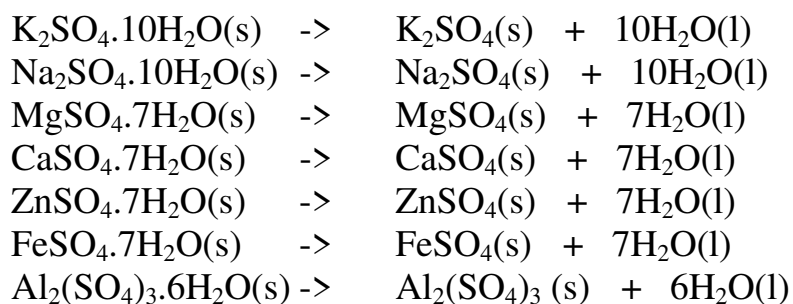 K₂SO₄.10H₂O(s) -> K₂SO₄(s) + 10H₂O(l)
Na₂SO₄.10H₂O(s) -> Na₂SO₄(s) + 10H₂O(l)
MgSO₄.7H₂O(s) -> MgSO₄(s) + 7H₂O(l)
CaSO₄.7H₂O(s) -> CaSO₄(s) + 7H₂O(l)
ZnSO₄.7H₂O(s) -> ZnSO₄(s) + 7H₂O(l)
FeSO₄.7H₂O(s) -> FeSO₄(s) + 7H₂O(l)
Al₂(SO₄)₃.6H₂O(s) -> Al₂(SO₄)₃ (s) + 6H₂O(l)